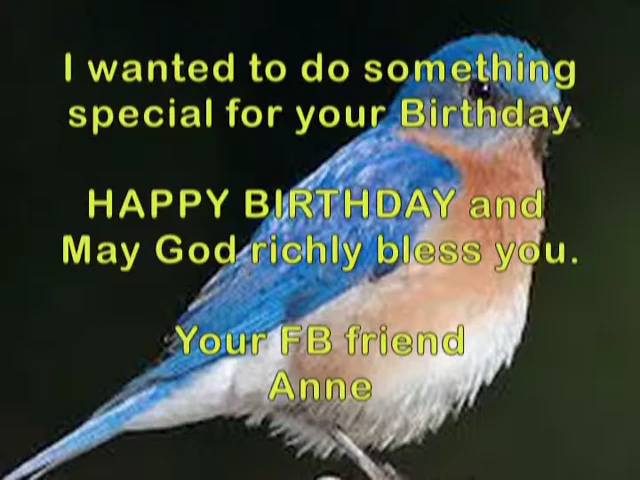 I wanted to do something
special for your Birthday
HAPPY BIRTHDAY and
May God richly bless you.
Your FB friend
Anne